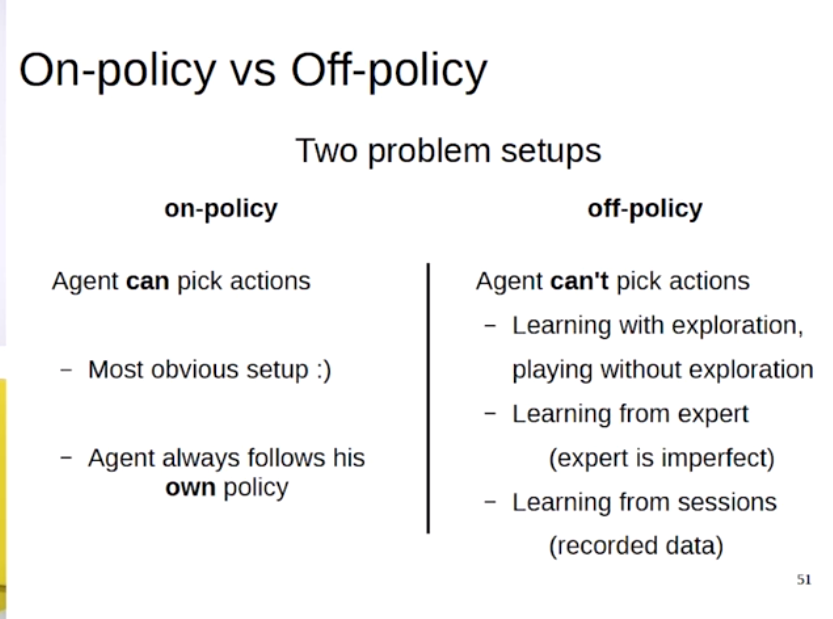 On-policy vs Off-policy
Two problem setups
on-policy
Agent can pick actions
– Most obvious setup :)
– Agent always follows his
own policy
off-policy
Agent can't pick actions
– Learning with exploration,
playing without exploration
– Learning from expert
(expert is imperfect)
– Learning from sessions
(recorded data)
51